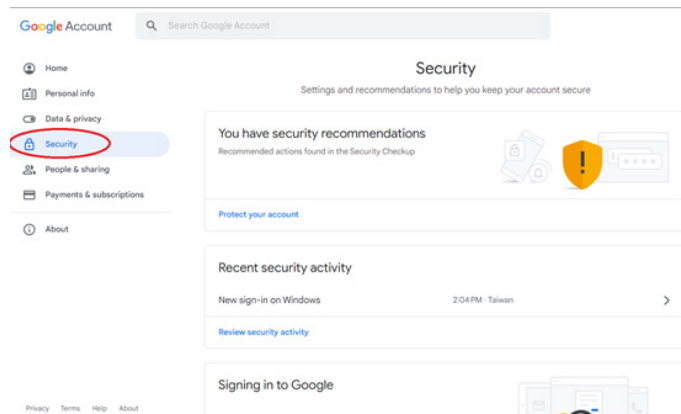 Google Account
Search Google Account
Home
Personal info
Data & privacy
Security
People & sharing
Payments & subscriptions
About
Privacy Terms Help About
Security
Settings and recommendations to help you keep your account secure
You have security recommendations
Recommended actions found in the Security Checkup
Protect your account
Recent security activity
New sign-in on Windows 2:04 PM · Taiwan
Review security activity
Signing in to Google